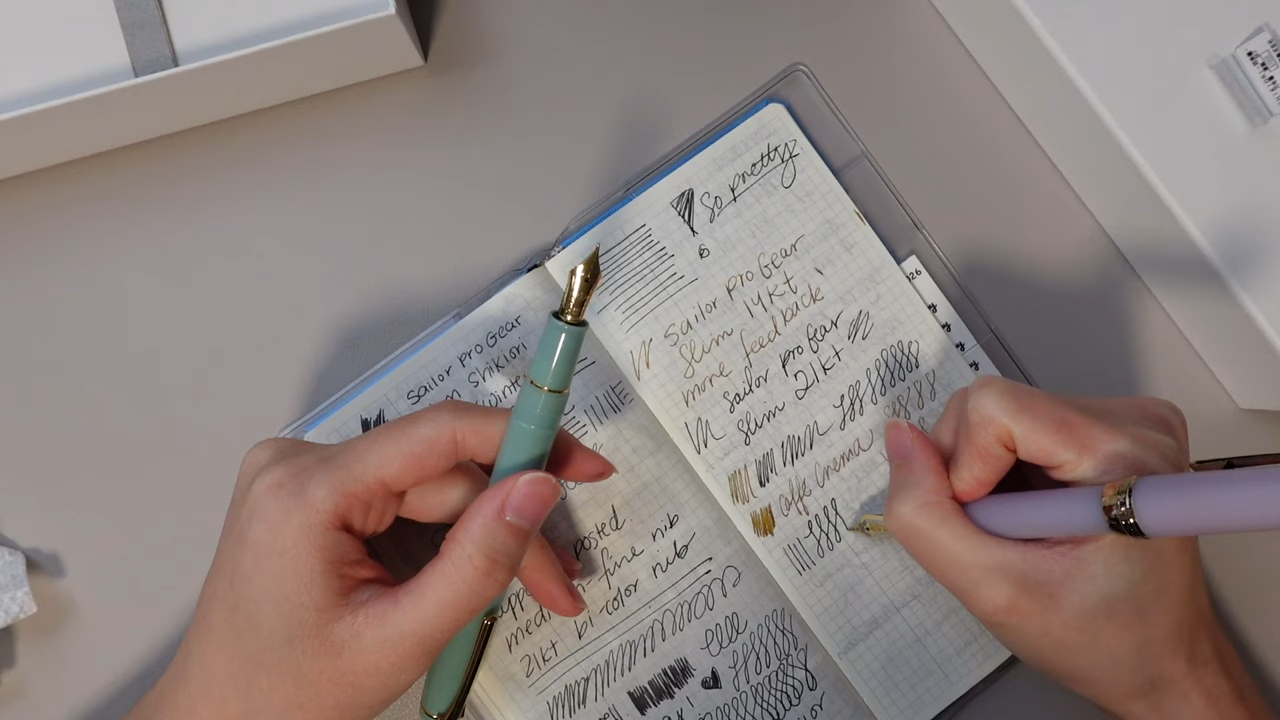 Sailor Pro Gear
Shikiori
posted.
medium-fine nib
21kt bi-color nib
So pretty.
Sailor Pro Gear
Slim 14kt
more feedback
Sailor pro Gear
Slim 21kt
Caffe Crema
26